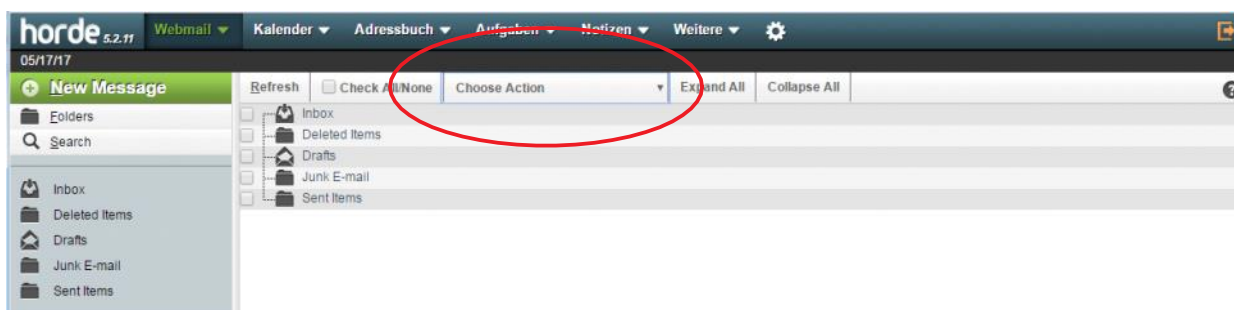 horde 5.2.11 Webmail Kalender Adressbuch Aufgaben Notizen Weitere
05/17/17
New Message
Refresh Check All/None Choose Action Expand All Collapse All
Folders
Search
Inbox
Deleted Items
Drafts
Junk E-mail
Sent Items
Inbox
Deleted Items
Drafts
Junk E-mail
Sent Items